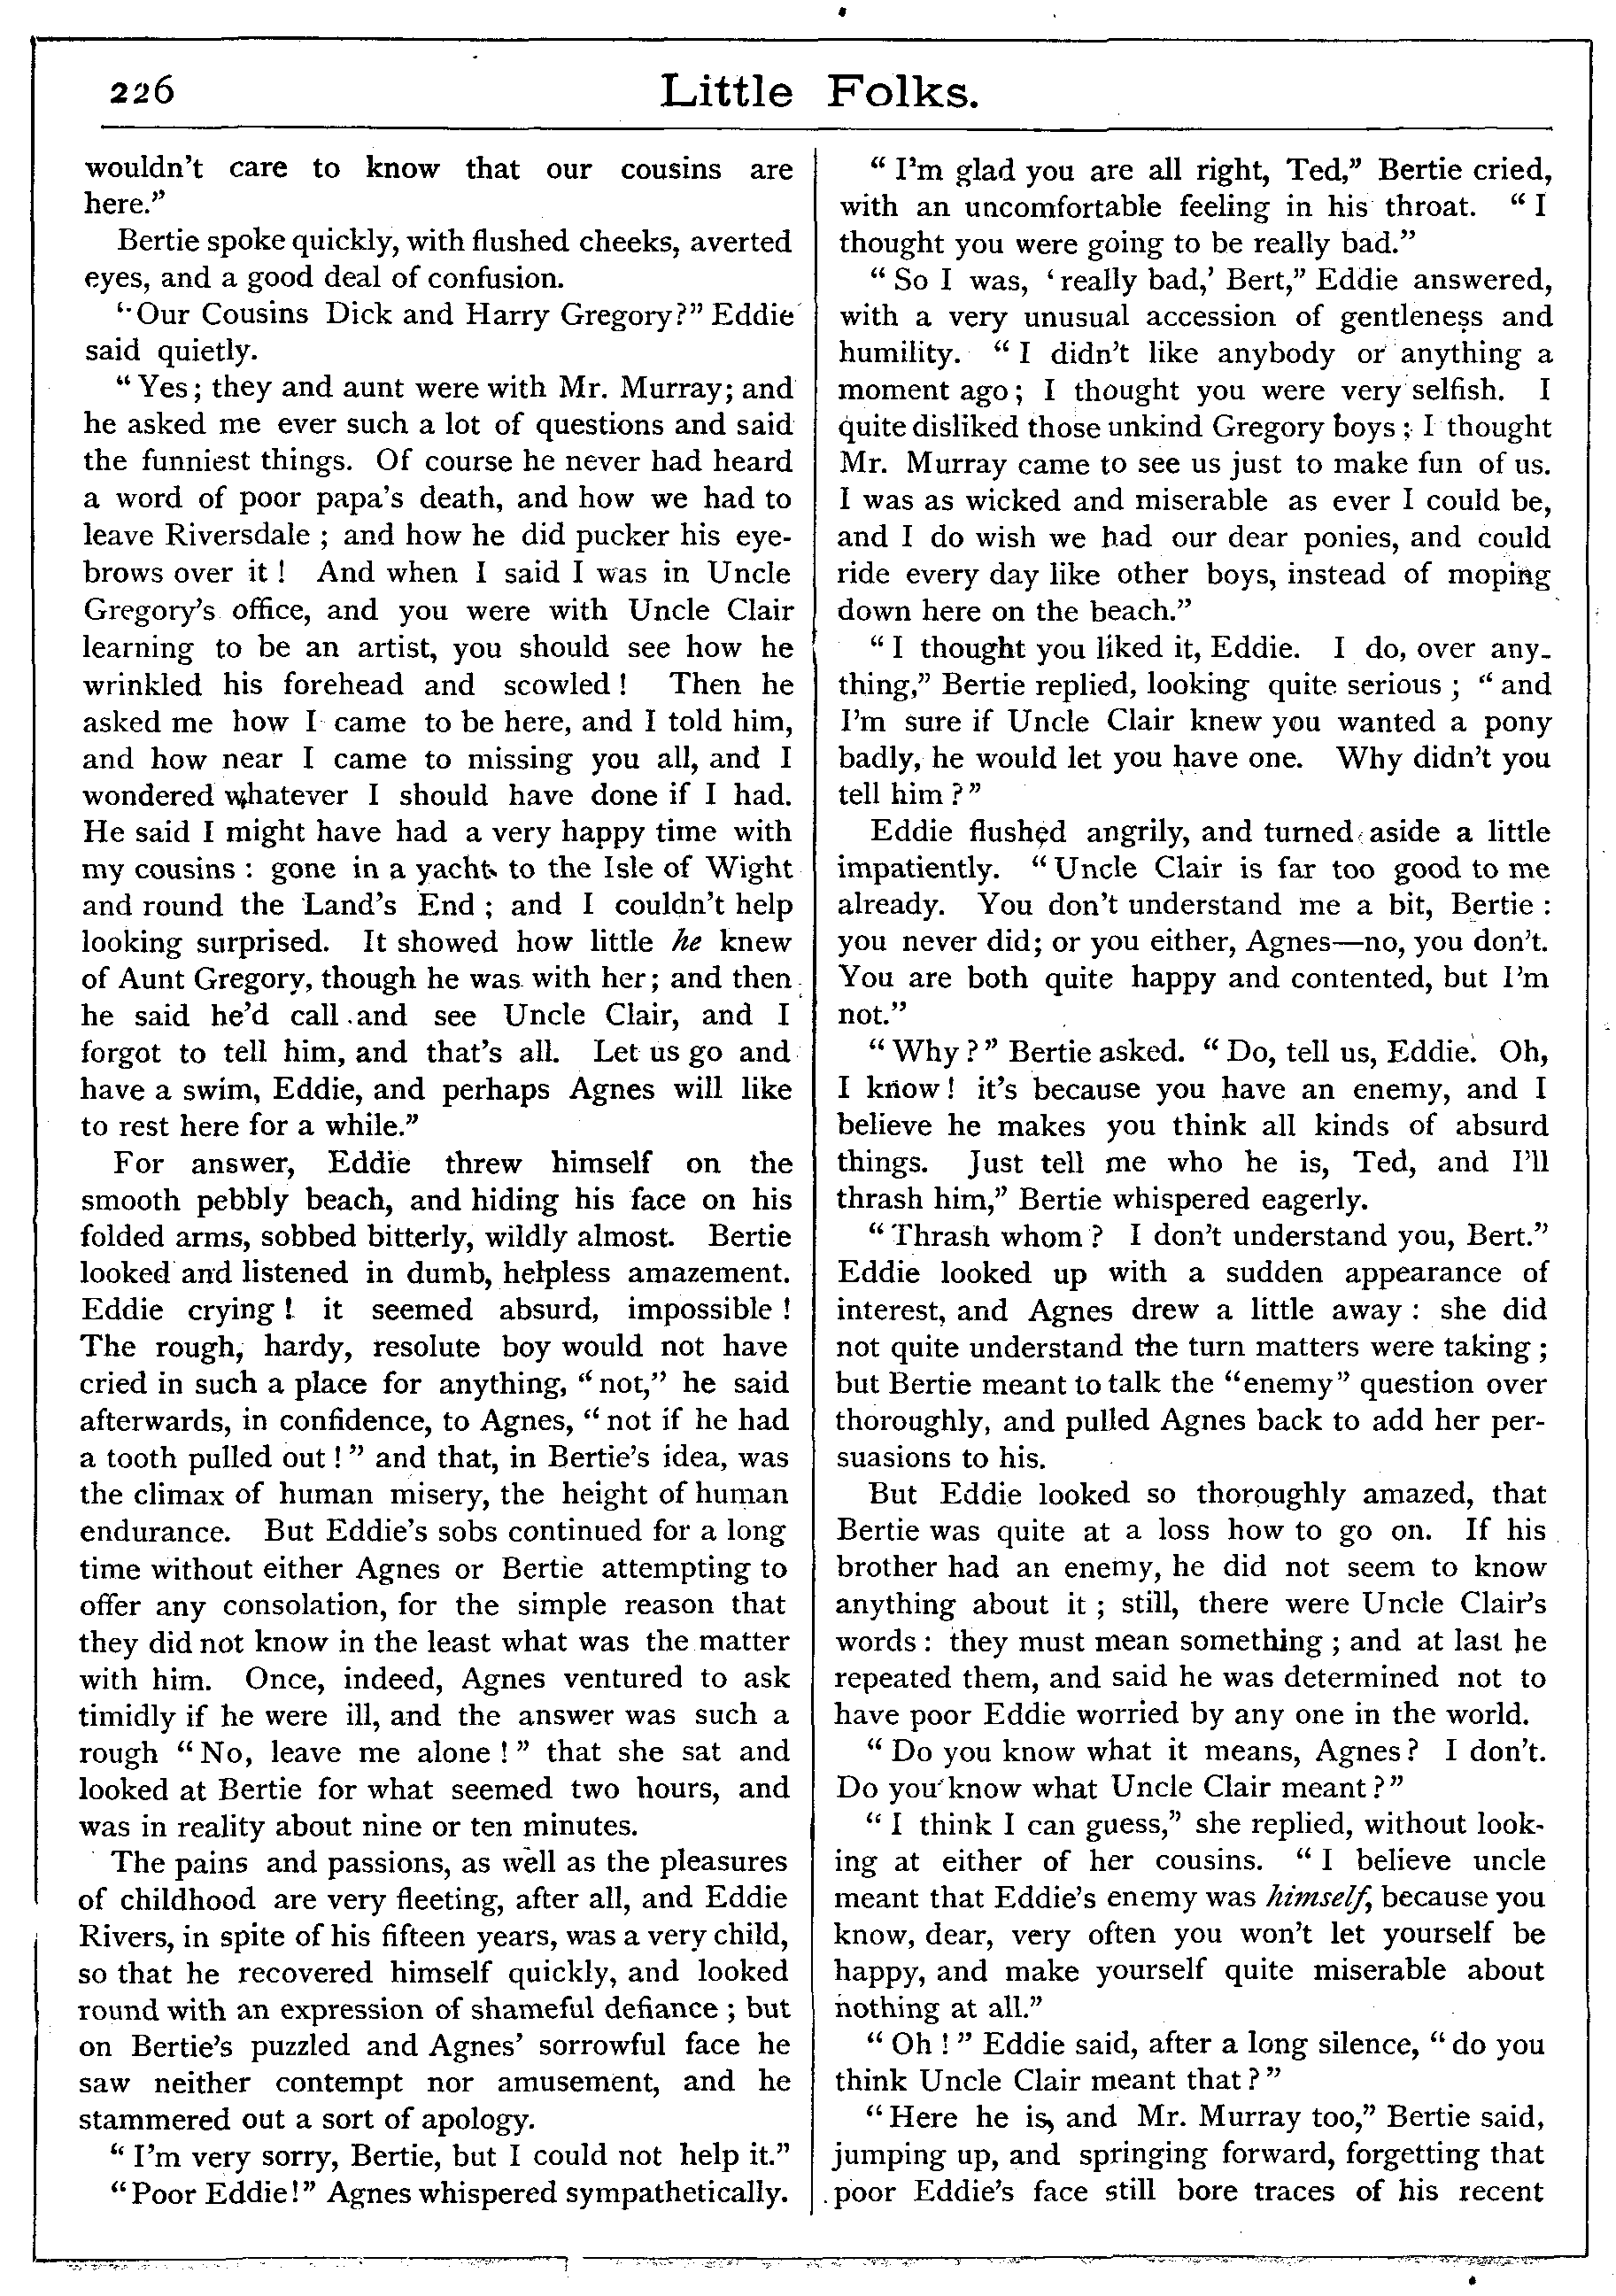 226
Little Folks.
wouldn't care to know that our cousins are
here."
Bertie spoke quickly, with flushed cheeks, averted
eyes, and a good deal of confusion.
"Our Cousins Dick and Harry Gregory?" Eddie
said quietly.
"Yes; they and aunt were with Mr. Murray; and
he asked me ever such a lot of questions and said
the funniest things. Of course he never had heard
a word of poor papa's death, and how we had to
leave Riversdale; and how he did pucker his eye-
brows over it! And when I said I was in Uncle
Gregory's office, and you were with Uncle Clair
learning to be an artist, you should see how he
wrinkled his forehead and scowled! Then he
asked me how I came to be here, and I told him,
and how near I came to missing you all, and I
wondered whatever I should have done if I had.
He said I might have had a very happy time with
my cousins: gone in a yacht to the Isle of Wight
and round the Land's End; and I couldn't help
looking surprised. It showed how little he knew
of Aunt Gregory, though he was with her; and then
he said he'd call and see Uncle Clair, and I
forgot to tell him, and that's all. Let us go and
have a swim, Eddie, and perhaps Agnes will like
to rest here for a while."
For answer, Eddie threw himself on the
smooth pebbly beach, and hiding his face on his
folded arms, sobbed bitterly, wildly almost. Bertie
looked and listened in dumb, helpless amazement.
Eddie crying! it seemed absurd, impossible!
The rough, hardy, resolute boy would not have
cried in such a place for anything, "not," he said
afterwards, in confidence, to Agnes, "not if he had
a tooth pulled out!" and that, in Bertie's idea, was
the climax of human misery, the height of human
endurance. But Eddie's sobs continued for a long
time without either Agnes or Bertie attempting to
offer any consolation, for the simple reason that
they did not know in the least what was the matter
with him. Once, indeed, Agnes ventured to ask
timidly if he were ill, and the answer was such a
rough "No, leave me alone!" that she sat and
looked at Bertie for what seemed two hours, and
was in reality about nine or ten minutes.
The pains and passions, as well as the pleasures
of childhood are very fleeting, after all, and Eddie
Rivers, in spite of his fifteen years, was a very child,
so that he recovered himself quickly, and looked
round with an expression of shameful defiance; but
on Bertie's puzzled and Agnes' sorrowful face he
saw neither contempt nor amusement, and he
stammered out a sort of apology.
"I'm very sorry, Bertie, but I could not help it."
"Poor Eddie!" Agnes whispered sympathetically.
"I'm glad you are all right, Ted," Bertie cried,
with an uncomfortable feeling in his throat. "I
thought you were going to be really bad."
"So I was, 'really bad,' Bert," Eddie answered,
with a very unusual accession of gentleness and
humility. "I didn't like anybody or anything a
moment ago; I thought you were very selfish. I
quite disliked those unkind Gregory boys; I thought
Mr. Murray came to see us just to make fun of us.
I was as wicked and miserable as ever I could be,
and I do wish we had our dear ponies, and could
ride every day like other boys, instead of moping
down here on the beach."
"I thought you liked it, Eddie. I do, over any-
thing," Bertie replied, looking quite serious; "and
I'm sure if Uncle Clair knew you wanted a pony
badly, he would let you have one. Why didn't you
tell him?"
Eddie flushed angrily, and turned aside a little
impatiently. "Uncle Clair is far too good to me
already. You don't understand me a bit, Bertie:
you never did; or you either, Agnes—no, you don't.
You are both quite happy and contented, but I'm
not."
"Why?" Bertie asked. "Do, tell us, Eddie. Oh,
I know! it's because you have an enemy, and I
believe he makes you think all kinds of absurd
things. Just tell me who he is, Ted, and I'll
thrash him," Bertie whispered eagerly.
"Thrash whom? I don't understand you, Bert."
Eddie looked up with a sudden appearance of
interest, and Agnes drew a little away: she did
not quite understand the turn matters were taking;
but Bertie meant to talk the "enemy" question over
thoroughly, and pulled Agnes back to add her per-
suasions to his.
But Eddie looked so thoroughly amazed, that
Bertie was quite at a loss how to go on. If his
brother had an enemy, he did not seem to know
anything about it; still, there were Uncle Clair's
words: they must mean something; and at last he
repeated them, and said he was determined not to
have poor Eddie worried by any one in the world.
"Do you know what it means, Agnes? I don't.
Do you know what Uncle Clair meant?"
"I think I can guess," she replied, without look-
ing at either of her cousins. "I believe uncle
meant that Eddie's enemy was himself, because you
know, dear, very often you won't let yourself be
happy, and make yourself quite miserable about
nothing at all."
"Oh!" Eddie said, after a long silence, "do you
think Uncle Clair meant that?"
"Here he is, and Mr. Murray too," Bertie said,
jumping up, and springing forward, forgetting that
poor Eddie's face still bore traces of his recent